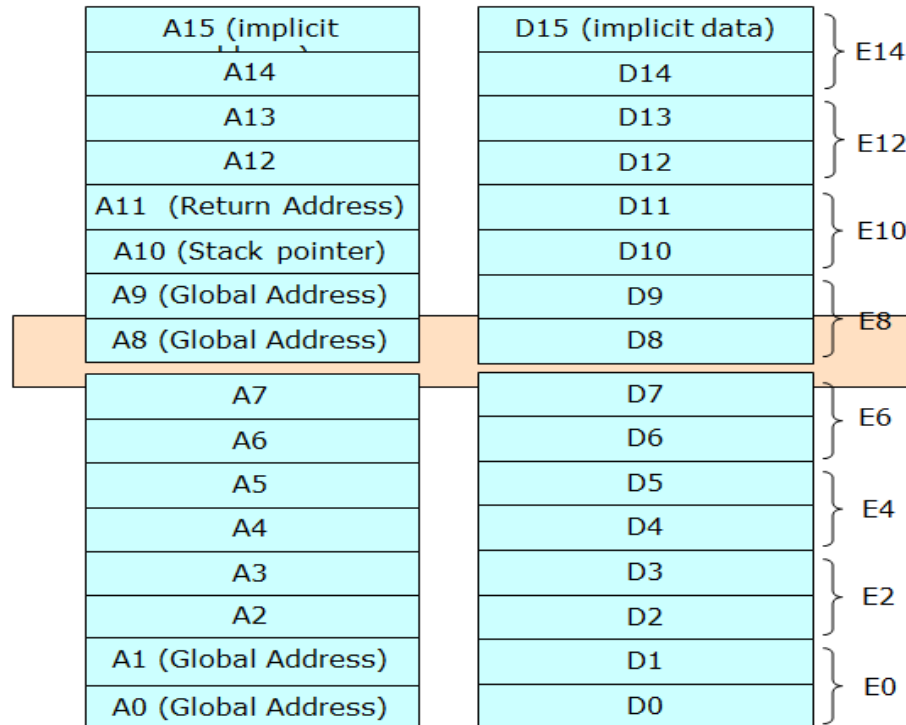 A15 (implicit
A14
A13
A12
A11 (Return Address)
A10 (Stack pointer)
A9 (Global Address)
A8 (Global Address)
A7
A6
A5
A4
A3
A2
A1 (Global Address)
A0 (Global Address)
D15 (implicit data)
D14
D13
D12
D11
D10
D9
D8
D7
D6
D5
D4
D3
D2
D1
D0
E14
E12
E10
E8
E6
E4
E2
E0